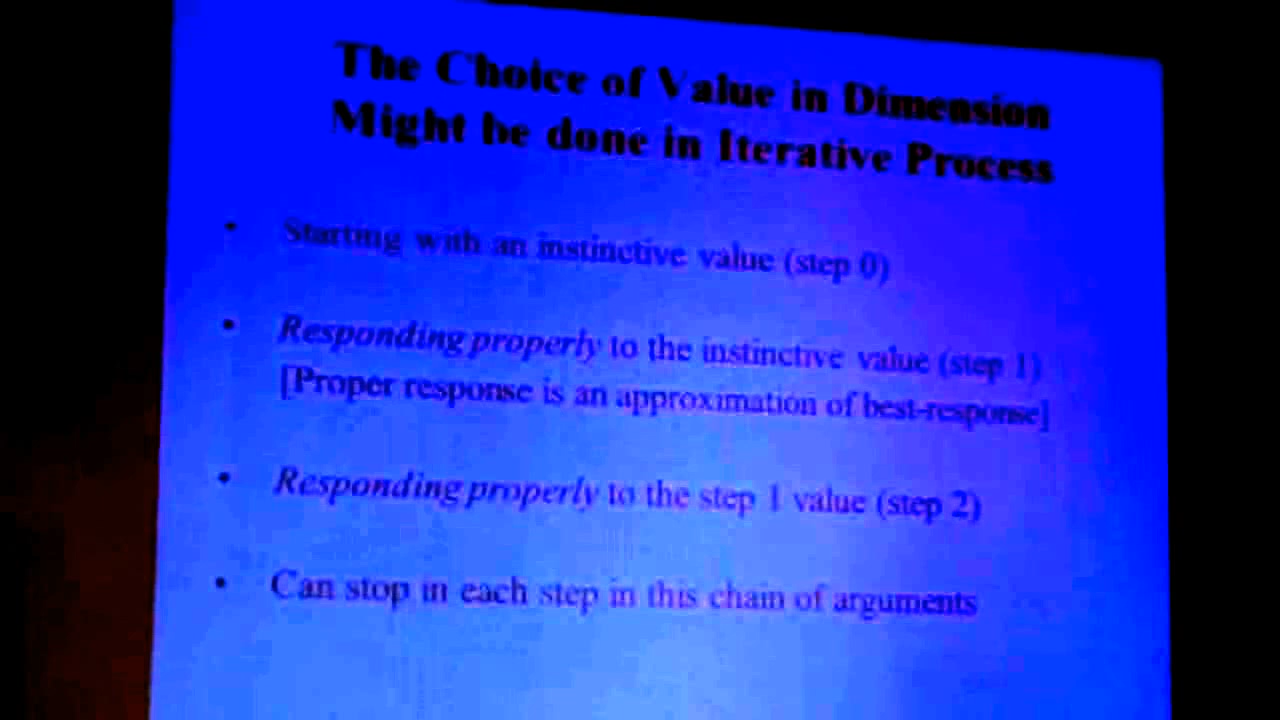 The Choice of Value in Dimension
Might be done in Iterative Process
• Starting with an instinctive value (step 0)
• Responding properly to the instinctive value (step 1)
[Proper response is an approximation of best-response]
• Responding properly to the step 1 value (step 2)
• Can stop in each step in this chain of arguments